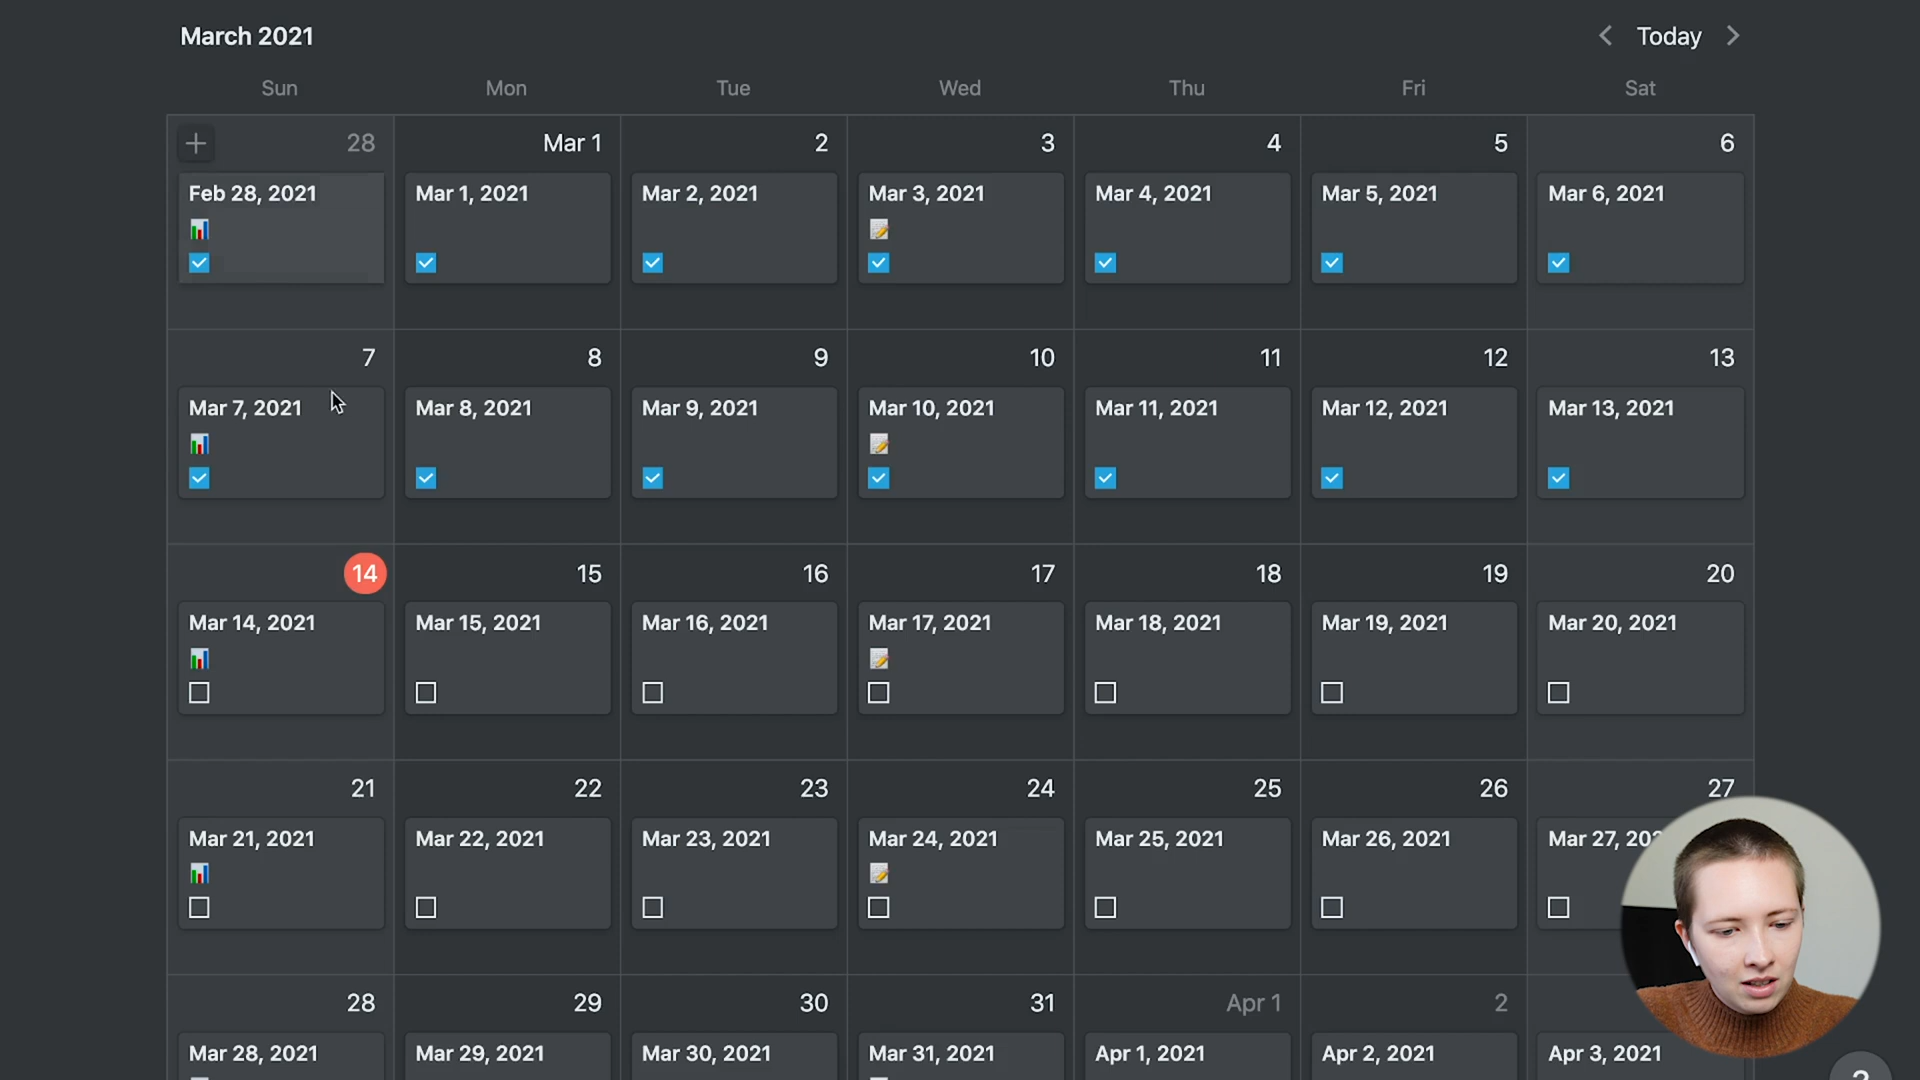 March 2021
Today
Sun Mon Tue Wed Thu Fri Sat
28 Mar 1 2 3 4 5 6
Feb 28, 2021 Mar 1, 2021 Mar 2, 2021 Mar 3, 2021 Mar 4, 2021 Mar 5, 2021 Mar 6, 2021
7 8 9 10 11 12 13
Mar 7, 2021 Mar 8, 2021 Mar 9, 2021 Mar 10, 2021 Mar 11, 2021 Mar 12, 2021 Mar 13, 2021
14 15 16 17 18 19 20
Mar 14, 2021 Mar 15, 2021 Mar 16, 2021 Mar 17, 2021 Mar 18, 2021 Mar 19, 2021 Mar 20, 2021
21 22 23 24 25 26 27
Mar 21, 2021 Mar 22, 2021 Mar 23, 2021 Mar 24, 2021 Mar 25, 2021 Mar 26, 2021 Mar 27,
28 29 30 31 Apr 1 2
Mar 28, 2021 Mar 29, 2021 Mar 30, 2021 Mar 31, 2021 Apr 1, 2021 Apr 2, 2021 Apr 3, 2021